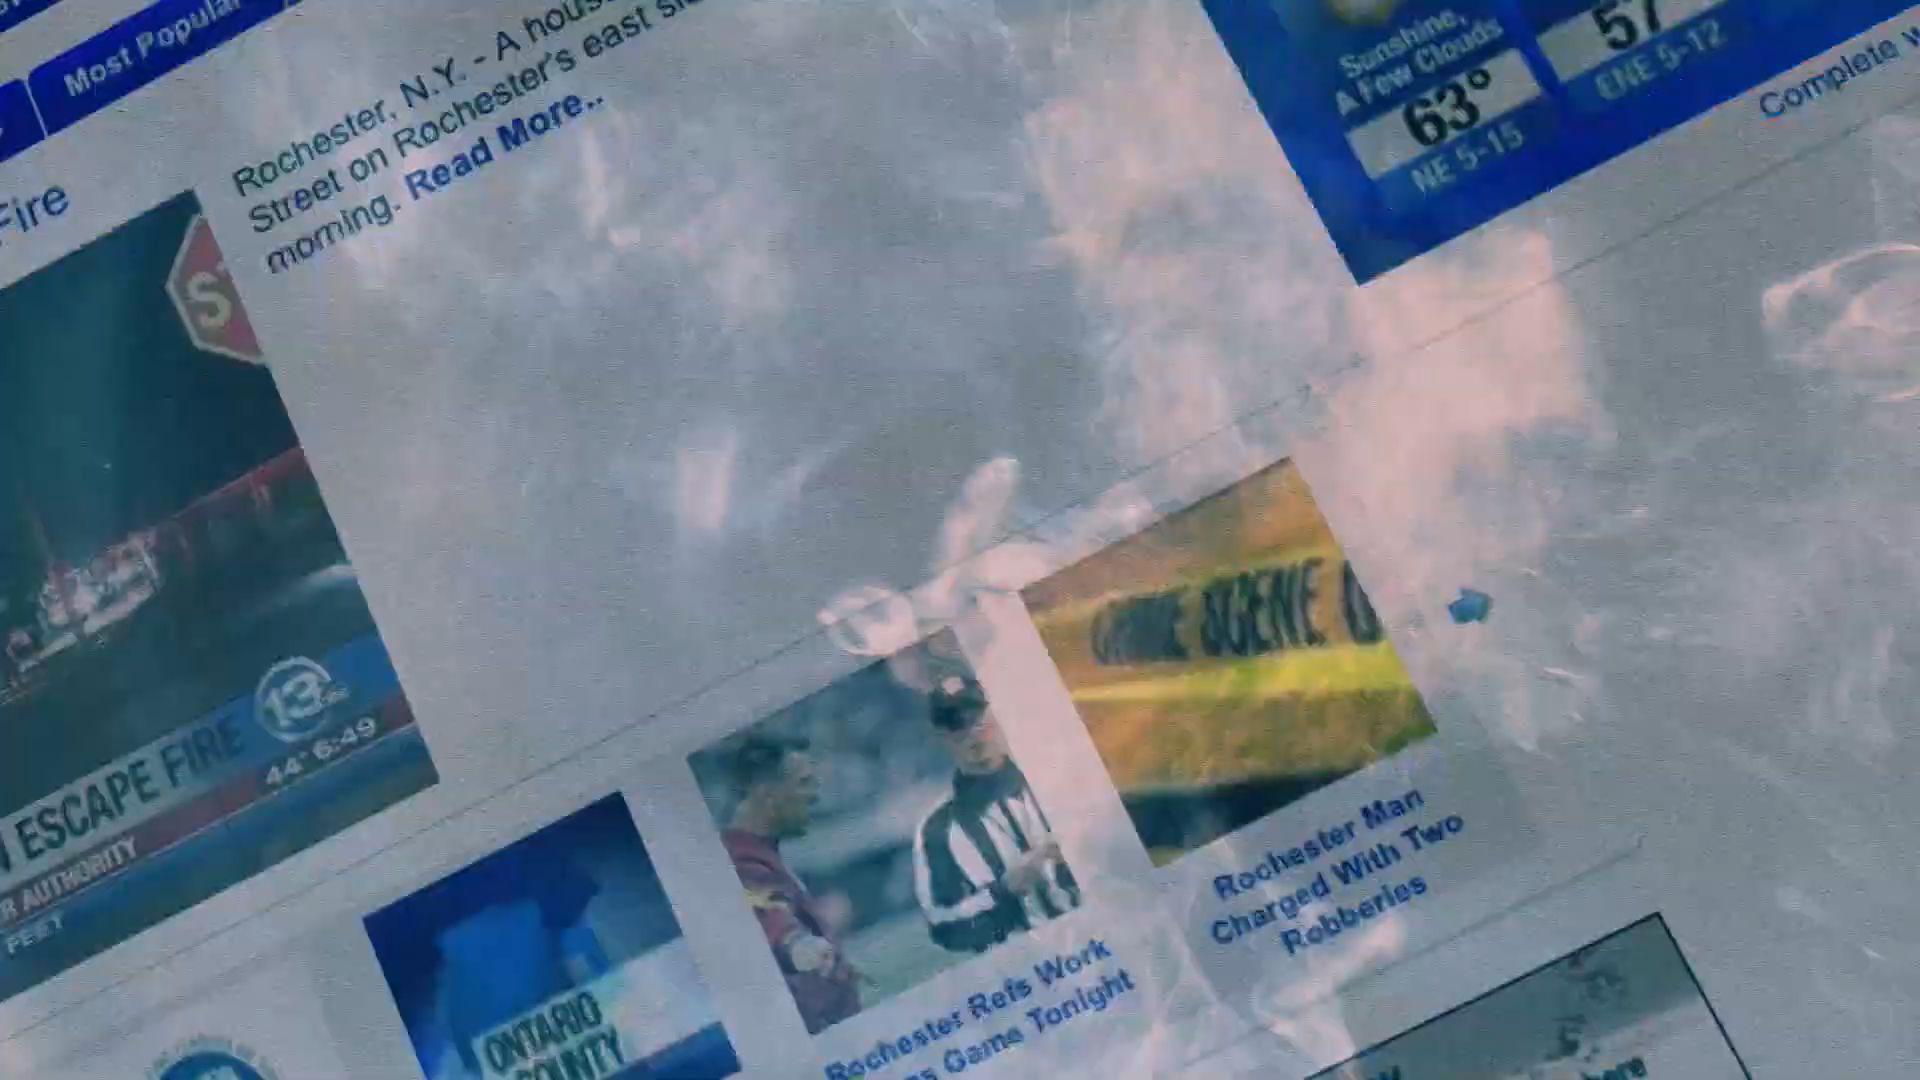 Most Popular
Fire
Rochester, N.Y. - A
Street on Rochester's east
morning. Read More..
Sunshine,
A Few Clouds
63°
NE 5-15
57
ENE 5-12
Complete
13
ESCAPE FIRE
44° 6:49
AUTHORITY
FEET
ONTARIO
COUNTY
Rochester Refs Work
Game Tonight
CRIME SCENE
Rochester Man
Charged With Two
Robberies